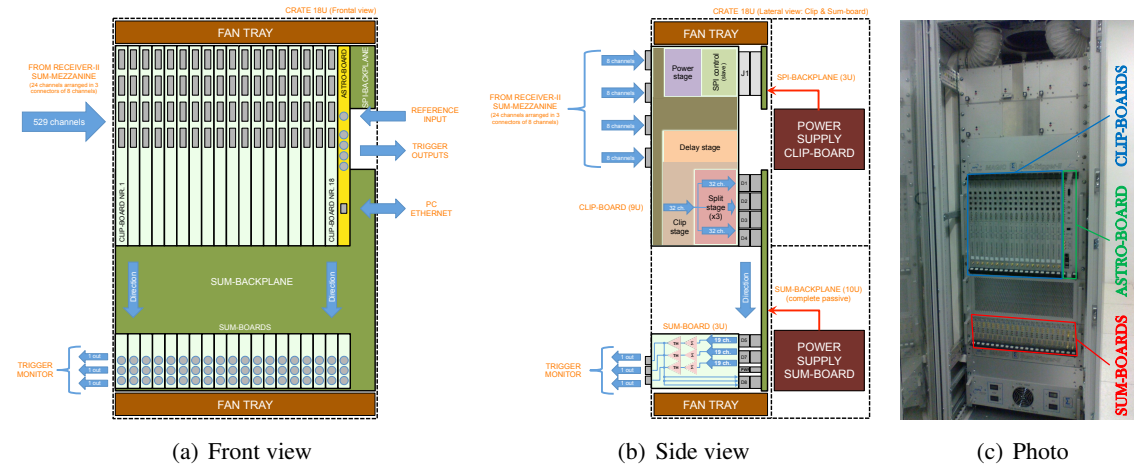 CRATE 18U (Frontal view)
FAN TRAY
FROM RECEIVER-II
SUM-MEZZANINE
(24 channels arranged in 3
connectors of 8 channels)
529 channels
CLIP-BOARD NR. 1
CLIP-BOARD NR. 18
ASTRO-BOARD
SPI-BACKPLANE
REFERENCE
INPUT
TRIGGER
OUTPUTS
PC
ETHERNET
Direction
Direction
SUM-BACKPLANE
SUM-BOARDS
TRIGGER
MONITOR
1 out
1 out
1 out
FAN TRAY
(a) Front view
CRATE 18U (Lateral view: Clip & Sum-board)
FAN TRAY
FROM RECEIVER-II
SUM-MEZZANINE
(24 channels arranged in 3
connectors of 8 channels)
8 channels
8 channels
8 channels
8 channels
Power
stage
SPI control
(slave)
J1
SPI-BACKPLANE (3U)
POWER
SUPPLY
CLIP-BOARD
Delay stage
CLIP-BOARD (9U)
32 ch.
32 ch.
32 ch.
Split
stage
(x3)
Clip
stage
D1
D2
D3
D4
Direction
SUM-BACKPLANE (10U)
(complete passive)
SUM-BOARD (3U)
TRIGGER
MONITOR
1 out
1 out
1 out
TH
Σ
19 ch.
TH
Σ
19 ch.
TH
Σ
19 ch.
D7
POWER
SUPPLY
SUM-BOARD
FAN TRAY
(b) Side view
CLIP-BOARDS
ASTRO-BOARD
SUM-BOARDS
(c) Photo